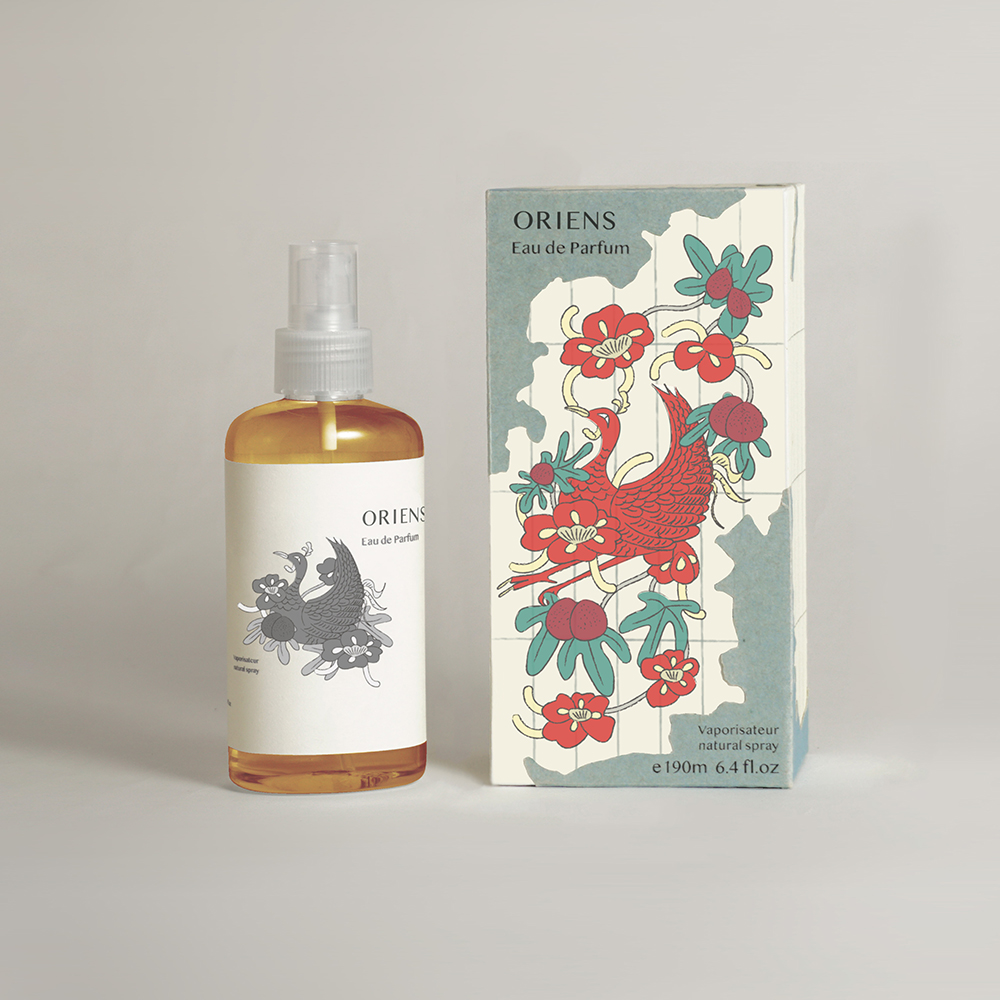 ORIENS
Eau de Parfum
Vaporisateur
natural spray
ORIENS
Eau de Parfum
Vaporisateur
natural spray
e190m 6.4 fl.oz